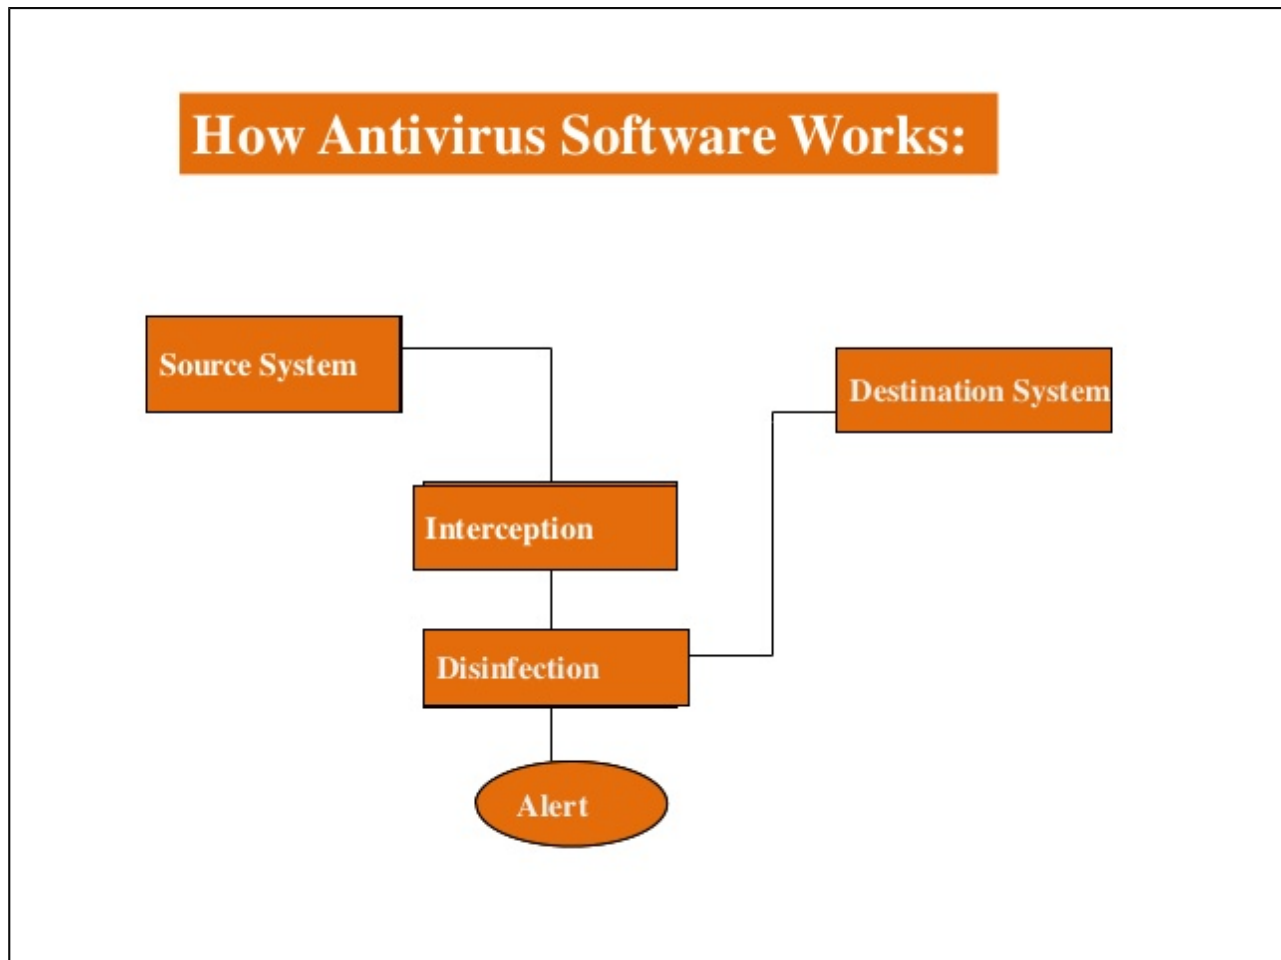 How Antivirus Software Works:
Source System
Destination System
Interception
Disinfection
Alert